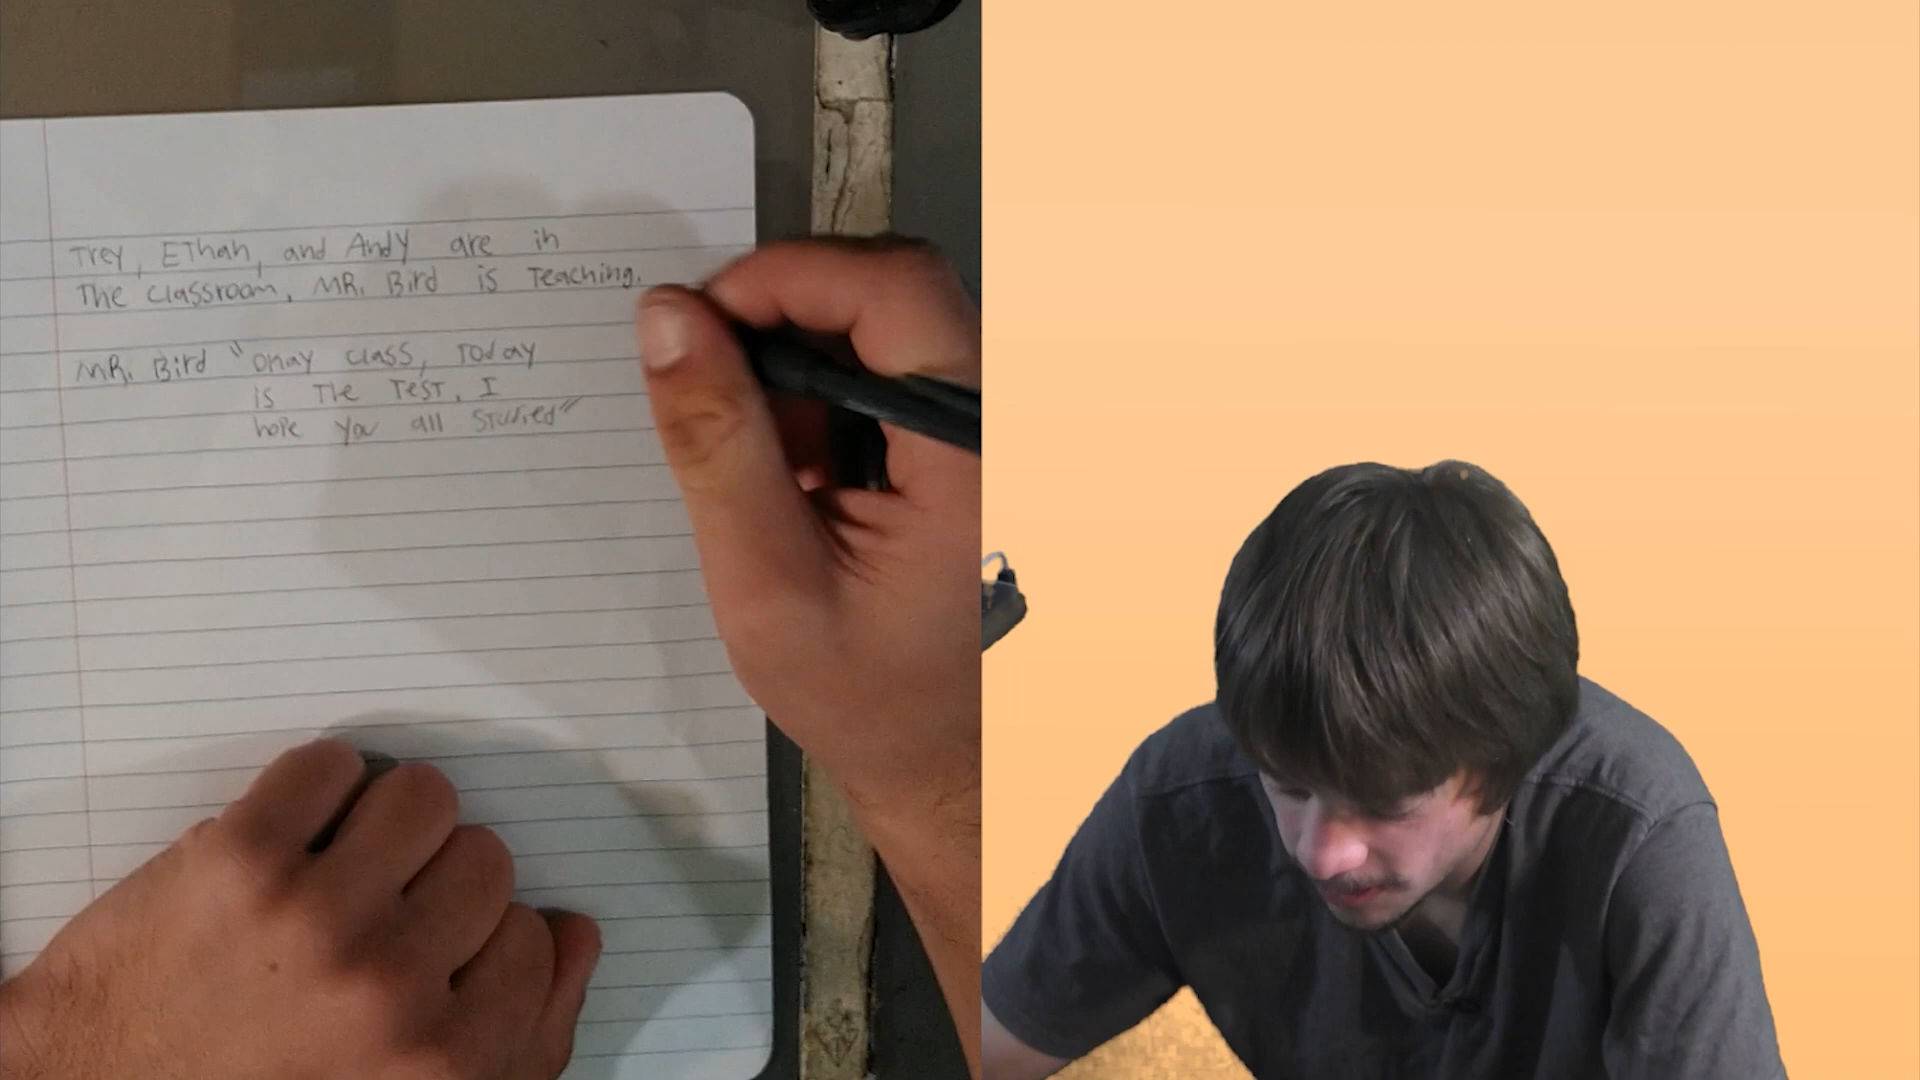 Trey, Ethan, and Andy are in
The classroom, MR. Bird is Teaching.
MR. Bird "Okay class, Today
is The TesT. I
hope you all studied"